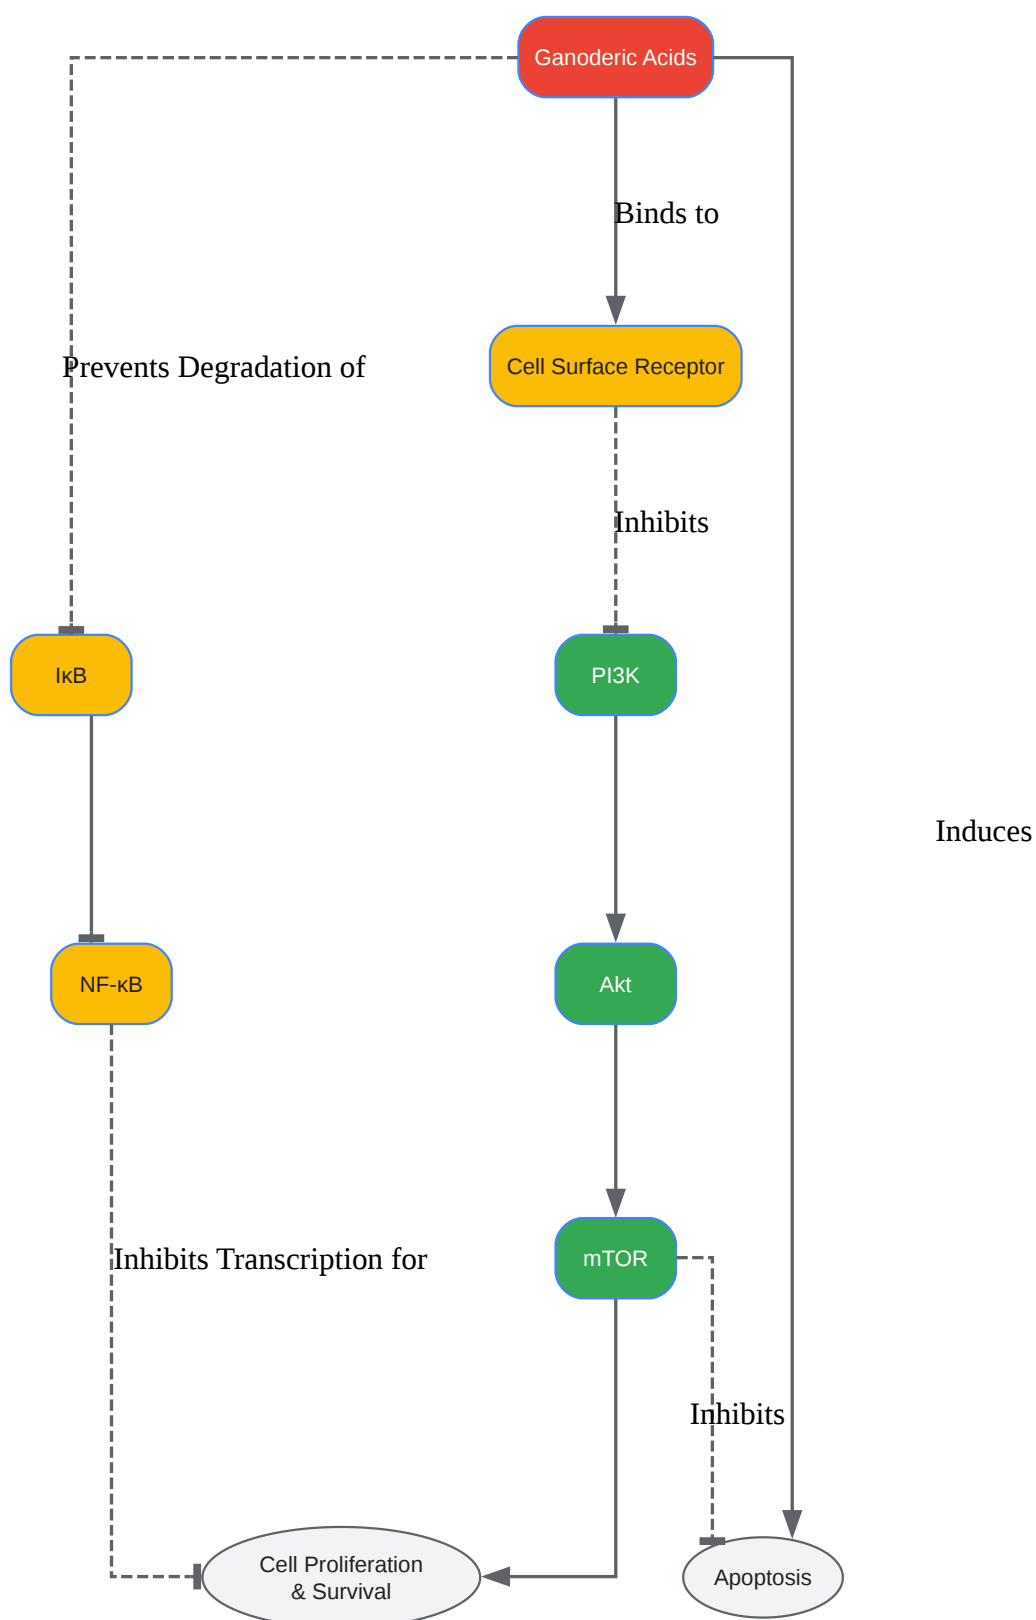 Ganoderic Acids
Binds to
Prevents Degradation of
Cell Surface Receptor
Inhibits
IκB
PI3K
Induces
NF-κB
Akt
Inhibits Transcription for
mTOR
Inhibits
Cell Proliferation
& Survival
Apoptosis